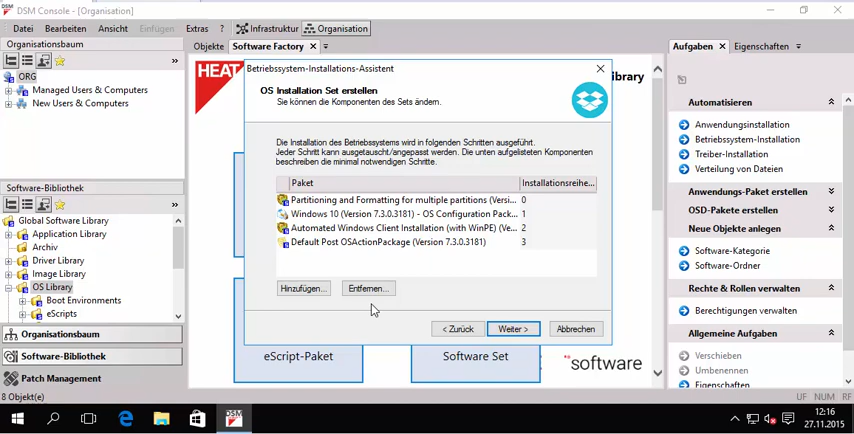 DSM Console - [Organisation]
Datei Bearbeiten Ansicht Einfügen Extras ? Infrastruktur Organisation
Organisationsbaum
ORG
Managed Users & Computers
New Users & Computers
Software-Bibliothek
Global Software Library
Application Library
Archiv
Driver Library
Image Library
OS Library
Boot Environments
eScripts
Organisationsbaum
Software-Bibliothek
Patch Management
8 Objekt(e)
Objekte Software Factory
HEAT
ibrary
eScript-Paket
Software Set
software
Betriebssystem-Installations-Assistent
OS Installation Set erstellen
Sie können die Komponenten des Sets ändern.
Die Installation des Betriebssystems wird in folgenden Schritten ausgeführt.
Jeder Schritt kann ausgetauscht/angepasst werden. Die unten aufgelisteten Komponenten
beschreiben die minimal notwendigen Schritte.
Paket Installationsreihe...
Partitioning and Formatting for multiple partitions (Versi... 0
Windows 10 (Version 7.3.0.3181) - OS Configuration Pack... 1
Automated Windows Client Installation (with WinPE) (Ve... 2
Default Post OSActionPackage (Version 7.3.0.3181) 3
Hinzufügen... Entfernen...
< Zurück Weiter > Abbrechen
Aufgaben Eigenschaften
Automatisieren
Anwendungsinstallation
Betriebssystem-Installation
Treiber-Installation
Verteilung von Dateien
Anwendungs-Paket erstellen
OSD-Pakete erstellen
Neue Objekte anlegen
Software-Kategorie
Software-Ordner
Rechte & Rollen verwalten
Berechtigungen verwalten
Allgemeine Aufgaben
Verschieben
Umbenennen
Eigenschaften
UF NUM RF
DSM
12:16
27.11.2015